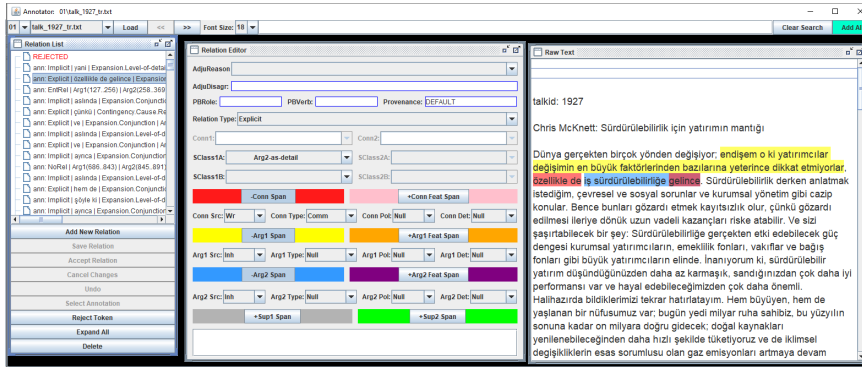 Annotator: 01\talk_1927_tr.txt
01 talk_1927_tr.txt Load << >> Font Size: 18 Clear Search Add All
Relation List
REJECTED
ann: Implicit | yani | Expansion.Level-of-detai
ann: Explicit | özellikle de gelince | Expansion
ann: EntRel | Arg1(127..256) | Arg2(258..369
ann: Implicit | aslında | Expansion.Conjunctio
ann: Explicit | çünkü | Contingency.Cause.Re
ann: Explicit | ve | Expansion.Conjunction | A
ann: Implicit | aslında | Expansion.Level-of-d
ann: Explicit | ve | Expansion.Conjunction | An
ann: Implicit | ayrıca | Expansion.Conjunction
ann: NoRel | Arg1(686..843) | Arg2(845..891)
ann: Implicit | aslında | Expansion.Level-of-d
ann: Explicit | hem de | Expansion.Conjuncti
ann: Implicit | şöyle ki | Expansion.Level-of-d
ann: Implicit | ayrıca | Expansion.Conjunction
Add New Relation
Save Relation
Accept Relation
Cancel Changes
Undo
Select Annotation
Reject Token
Expand All
Delete
Relation Editor
AdjuReason
AdjuDisagr:
PBRole: PBVerb: Provenance: DEFAULT
Relation Type: Explicit
Conn1: Conn2:
SClass1A: Arg2-as-detail SClass2A:
SClass1B: SClass2B:
-Conn Span +Conn Feat Span
Conn Src: Wr Conn Type: Comm Conn Pol: Null Conn Det: Null
-Arg1 Span +Arg1 Feat Span
Arg1 Src: Inh Arg1 Type: Null Arg1 Pol: Null Arg1 Det: Null
-Arg2 Span +Arg2 Feat Span
Arg2 Src: Inh Arg2 Type: Null Arg2 Pol: Null Arg2 Det: Null
+Sup1 Span +Sup2 Span
Raw Text
talkid: 1927
Chris McKnett: Sürdürülebilirlik için yatırımın mantığı
Dünya gerçekten birçok yönden değişiyor; endişem o ki yatırımcılar
değişimin en büyük faktörlerinden bazılarına yeterince dikkat etmiyorlar,
özellikle de iş sürdürülebilirliğe gelince. Sürdürülebilirlik derken anlatmak
istediğim, çevresel ve sosyal sorunlar ve kurumsal yönetim gibi cazip
konular. Bence bunları gözardı etmek kayıtsızlık olur, çünkü gözardı
edilmesi ileriye dönük uzun vadeli kazançları riske atabilir. Ve sizi
şaşırtabilecek bir şey: Sürdürülebilirliğe gerçekten etki edebilecek güç
dengesi kurumsal yatırımcıların, emeklilik fonları, vakıflar ve bağış
fonları gibi büyük yatırımcıların elinde. İnanıyorum ki, sürdürülebilir
yatırım düşündüğünüzden daha az karmaşık, sandığınızdan çok daha iyi
performansı var ve hayal edebileceğimizden çok daha önemli.
Halihazırda bildiklerimizi tekrar hatırlatayım. Hem büyüyen, hem de
yaşlanan bir nüfusumuz var; bugün yedi milyar ruha sahibiz, bu yüzyılın
sonuna kadar on milyara doğru gidecek; doğal kaynakları
yenilenebileceğinden daha hızlı şekilde tüketiyoruz ve de iklimsel
değişikliklerin esas sorumlusu olan gaz emisyonları artmaya devam